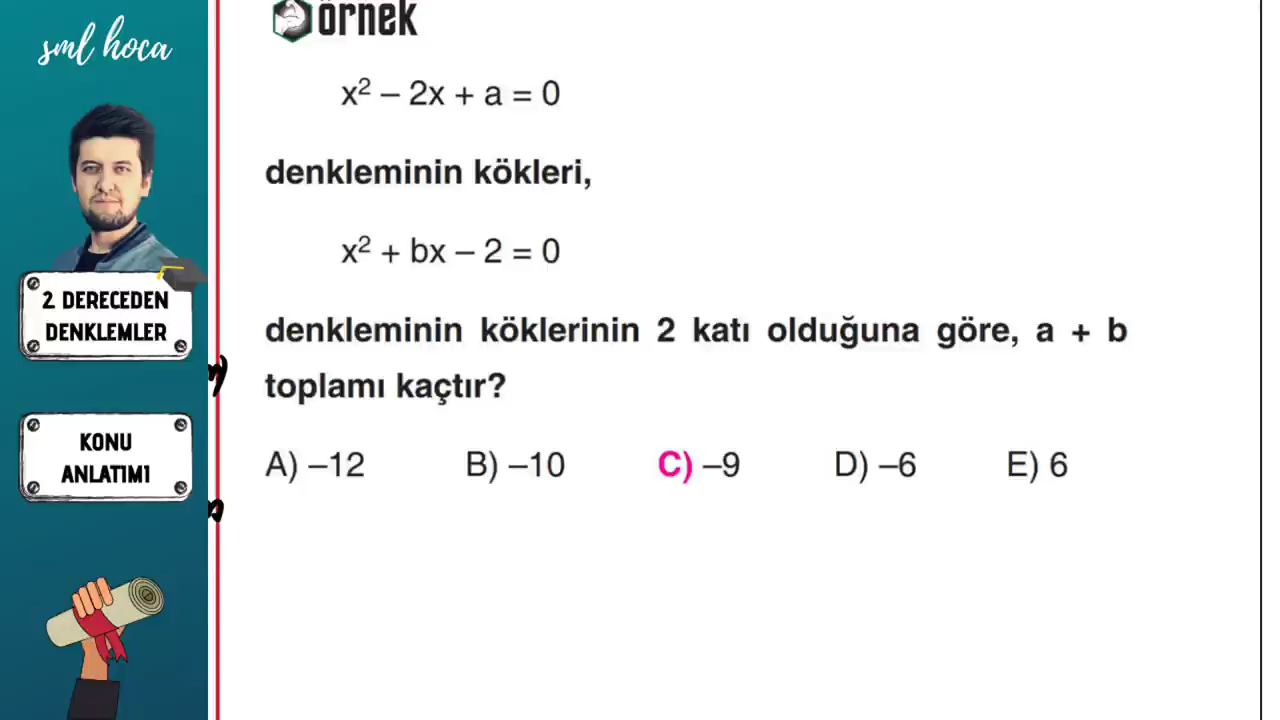 sml hoca
örnek
x² – 2x + a = 0
denkleminin kökleri,
x² + bx – 2 = 0
denkleminin köklerinin 2 katı olduğuna göre, a + b
toplamı kaçtır?
A) –12 B) –10 C) –9 D) –6 E) 6
2. DERECEDEN
DENKLEMLER
KONU
ANLATIMI